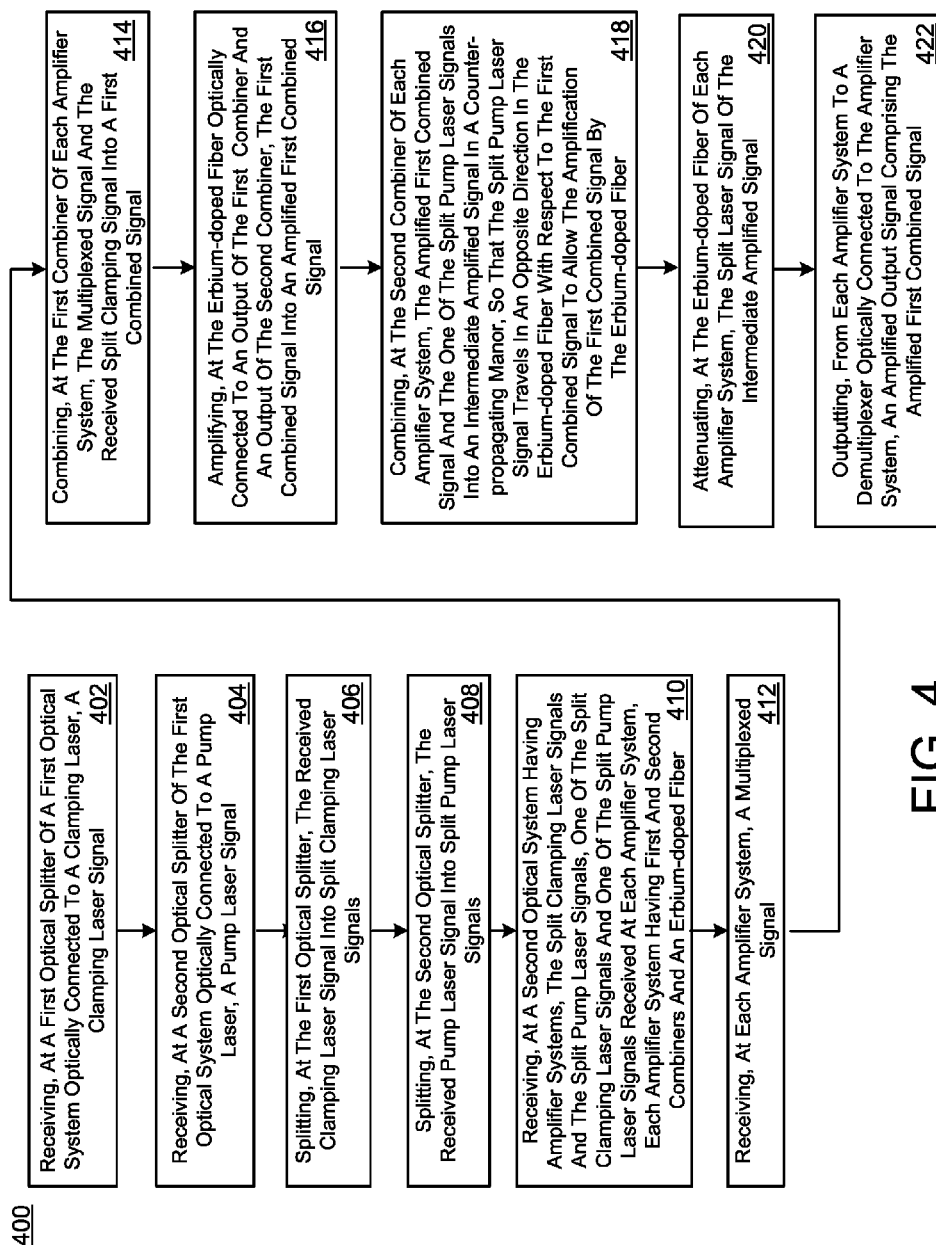 400
Receiving, At A First Optical Splitter Of A First Optical
System Optically Connected To A Clamping Laser, A
Clamping Laser Signal
402
Receiving, At A Second Optical Splitter Of The First
Optical System Optically Connected To A Pump
Laser, A Pump Laser Signal
404
Splitting, At The First Optical Splitter, The Received
Clamping Laser Signal Into Split Clamping Laser
Signals
406
Splitting, At The Second Optical Splitter, The
Received Pump Laser Signal Into Split Pump Laser
Signals
408
Receiving, At A Second Optical System Having
Amplifier Systems, The Split Clamping Laser Signals
And The Split Pump Laser Signals, One Of The Split
Clamping Laser Signals And One Of The Split Pump
Laser Signals Received At Each Amplifier System,
Each Amplifier System Having First And Second
Combiners And An Erbium-doped Fiber
410
Receiving, At Each Amplifier System, A Multiplexed
Signal
412
Combining, At The First Combiner Of Each Amplifier
System, The Multiplexed Signal And The
Received Split Clamping Signal Into A First
Combined Signal
414
Amplifying, At The Erbium-doped Fiber Optically
Connected To An Output Of The First Combiner And
An Output Of The Second Combiner, The First
Combined Signal Into An Amplified First Combined
Signal
416
Combining, At The Second Combiner Of Each
Amplifier System, The Amplified First Combined
Signal And The One Of The Split Pump Laser Signals
Into An Intermediate Amplified Signal In A Counter-
propagating Manor, So That The Split Pump Laser
Signal Travels In An Opposite Direction In The
Erbium-doped Fiber With Respect To The First
Combined Signal To Allow The Amplification
Of The First Combined Signal By
The Erbium-doped Fiber
418
Attenuating, At The Erbium-doped Fiber Of Each
Amplifier System, The Split Laser Signal Of The
Intermediate Amplified Signal
420
Outputting, From Each Amplifier System To A
Demultiplexer Optically Connected To The Amplifier
System, An Amplified Output Signal Comprising The
Amplified First Combined Signal
422
FIG. 4